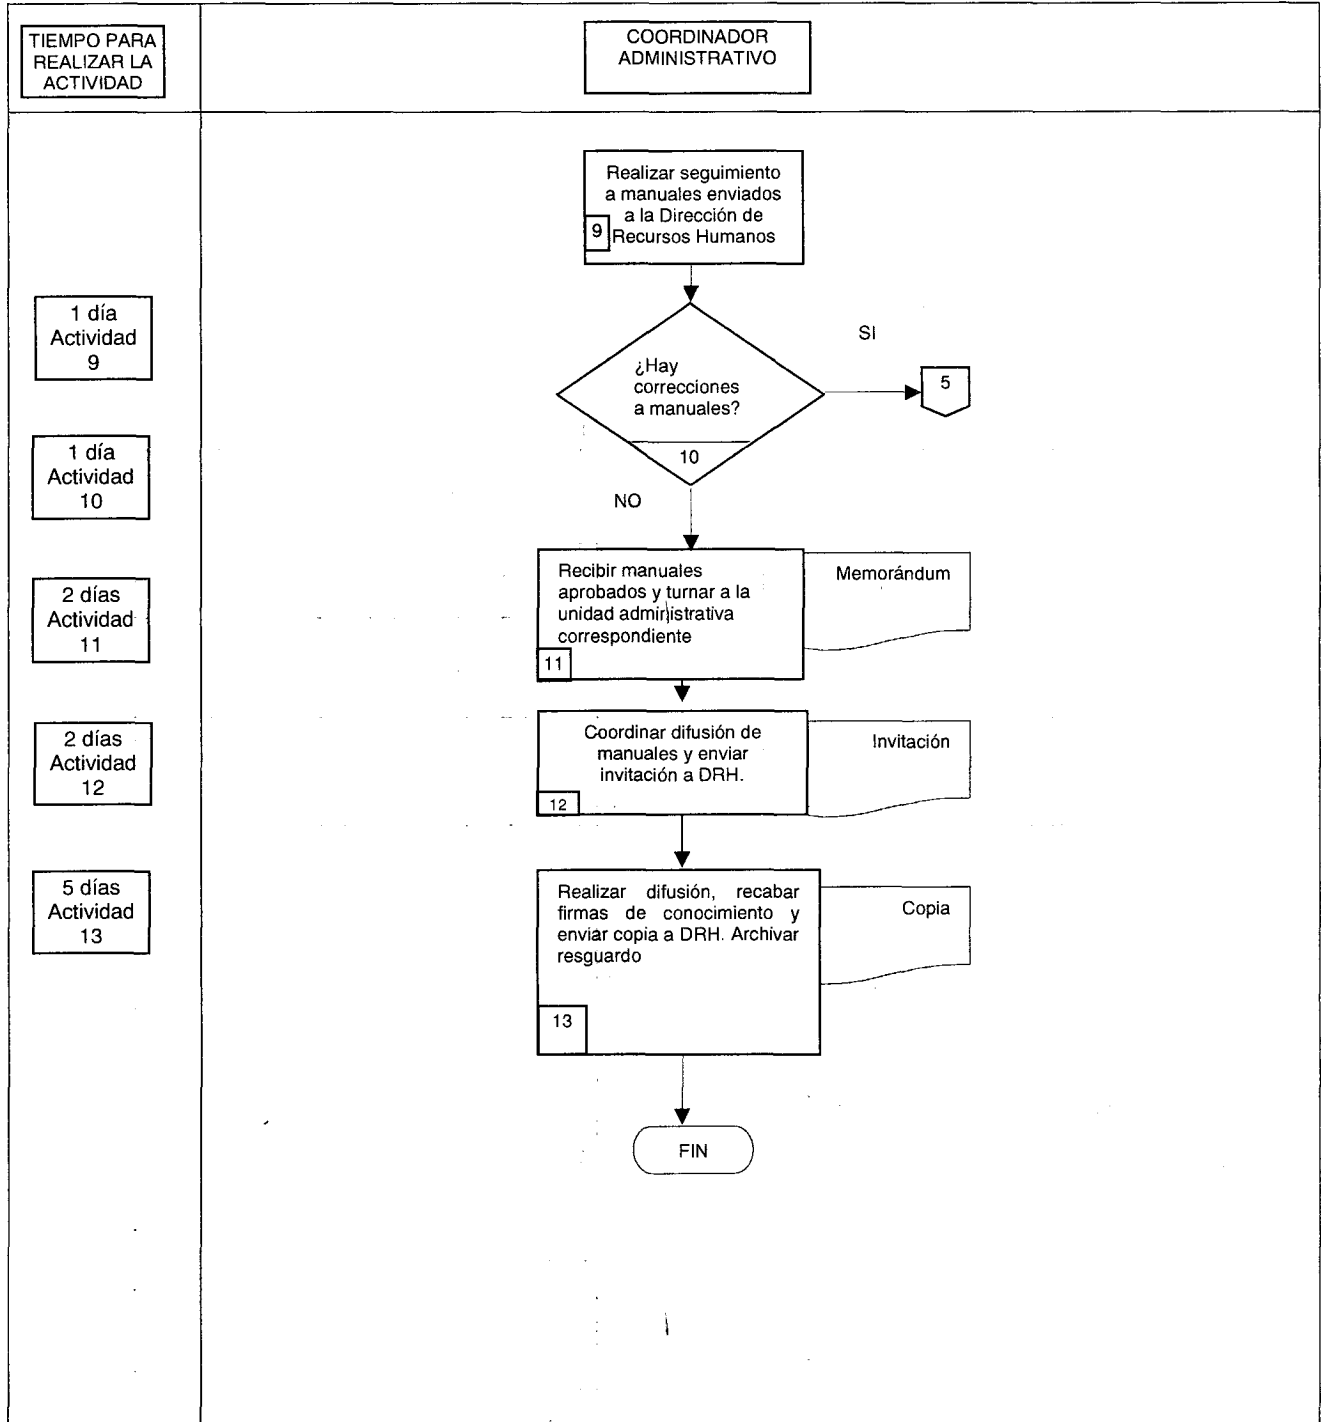 TIEMPO PARA
REALIZAR LA
ACTIVIDAD
COORDINADOR
ADMINISTRATIVO
Realizar seguimiento
a manuales enviados
a la Dirección de
Recursos Humanos
9
1 día
Actividad
9
¿Hay
correcciones
a manuales?
10
SI
5
1 día
Actividad
10
NO
2 días
Actividad
11
Recibir manuales
aprobados y turnar a la
unidad administrativa
correspondiente
11
Memorándum
2 días
Actividad
12
Coordinar difusión de
manuales y enviar
invitación a DRH.
12
Invitación
5 días
Actividad
13
Realizar difusión, recabar
firmas de conocimiento y
enviar copia a DRH. Archivar
resguardo
13
Copia
FIN